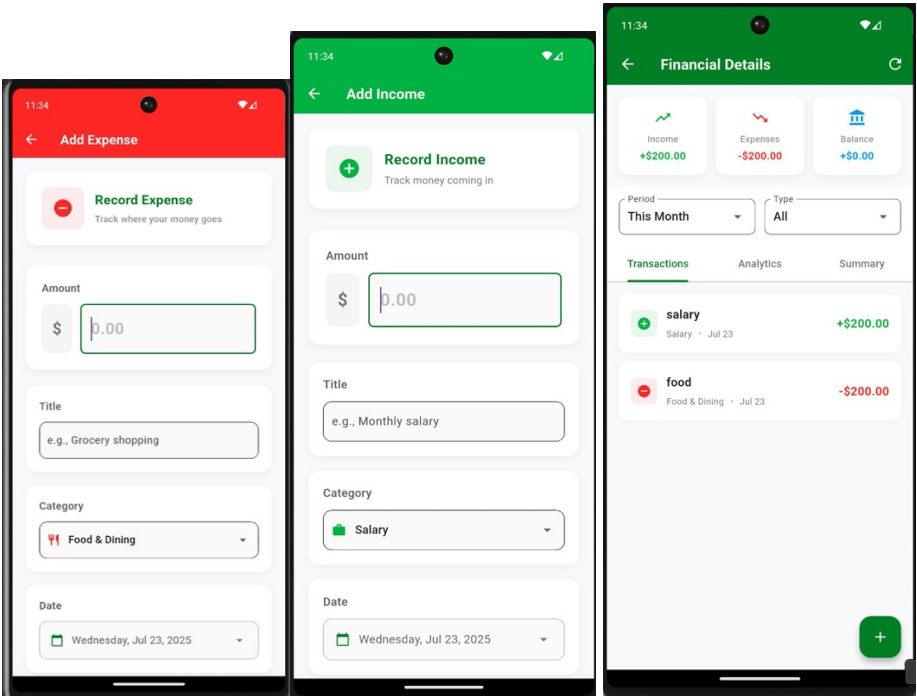 11:34
Add Expense
Record Expense
Track where your money goes
Amount
$
0.00
Title
e.g., Grocery shopping
Category
Food & Dining
Date
Wednesday, Jul 23, 2025
11:34
Add Income
Record Income
Track money coming in
Amount
$
0.00
Title
e.g., Monthly salary
Category
Salary
Date
Wednesday, Jul 23, 2025
11:34
Financial Details
Income
+$200.00
Expenses
-$200.00
Balance
+$0.00
Period
This Month
Type
All
Transactions Analytics Summary
salary
Salary • Jul 23
+$200.00
food
Food & Dining • Jul 23
-$200.00
+